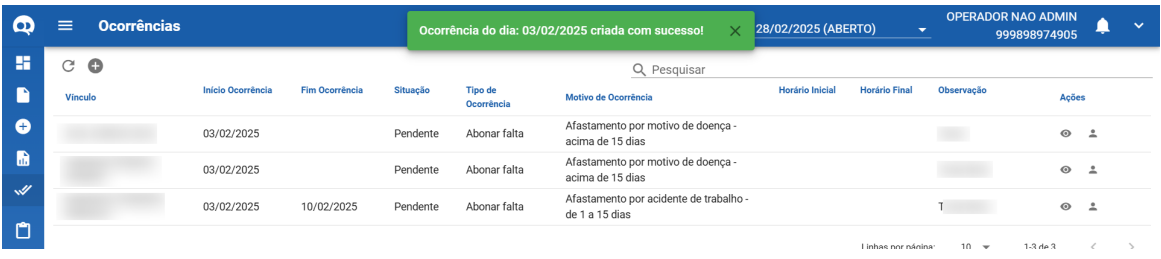 Ocorrências
Ocorrência do dia: 03/02/2025 criada com sucesso!
28/02/2025 (ABERTO)
OPERADOR NAO ADMIN
999898974905
Pesquisar
Vínculo Início Ocorrência Fim Ocorrência Situação Tipo de Ocorrência Motivo de Ocorrência Horário Inicial Horário Final Observação Ações
03/02/2025 Pendente Abonar falta Afastamento por motivo de doença -
acima de 15 dias
03/02/2025 Pendente Abonar falta Afastamento por motivo de doença -
acima de 15 dias
03/02/2025 10/02/2025 Pendente Abonar falta Afastamento por acidente de trabalho -
de 1 a 15 dias
Linhas por página: 10 1-3 de 3